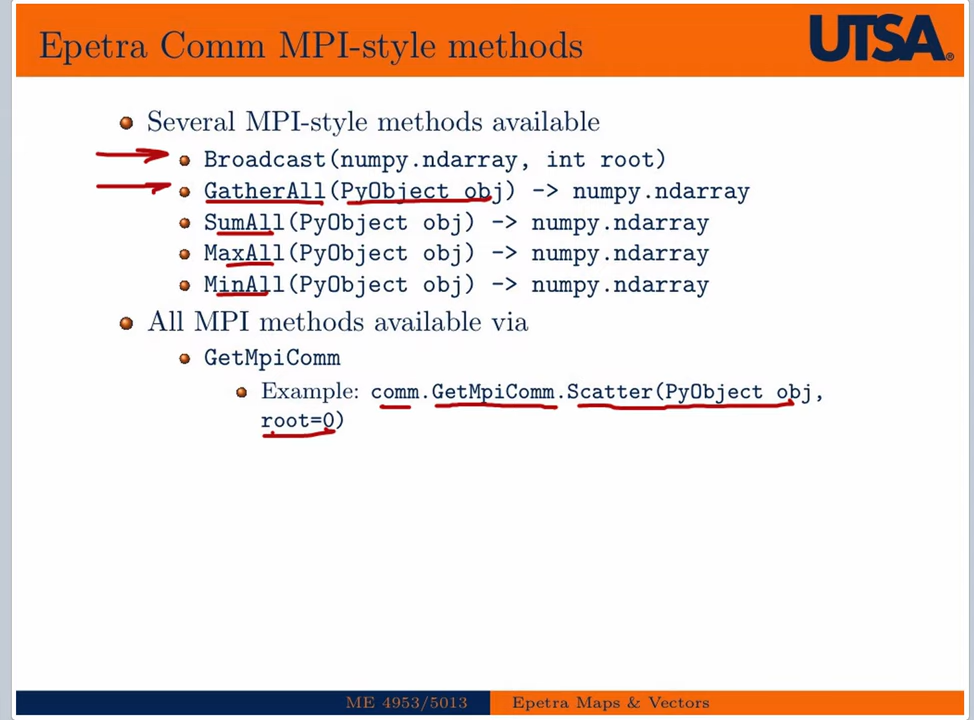 Epetra Comm MPI-style methods
UTSA®
Several MPI-style methods available
Broadcast(numpy.ndarray, int root)
GatherAll(PyObject obj) -> numpy.ndarray
SumAll(PyObject obj) -> numpy.ndarray
MaxAll(PyObject obj) -> numpy.ndarray
MinAll(PyObject obj) -> numpy.ndarray
All MPI methods available via
GetMpiComm
Example: comm.GetMpiComm.Scatter(PyObject obj,
root=0)
ME 4953/5013
Epetra Maps & Vectors